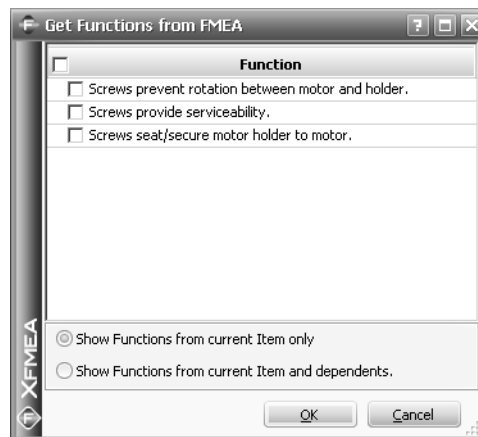 Get Functions from FMEA
Function
Screws prevent rotation between motor and holder.
Screws provide serviceability.
Screws seat/secure motor holder to motor.
Show Functions from current Item only
Show Functions from current Item and dependents.
OK
Cancel
XFMEA